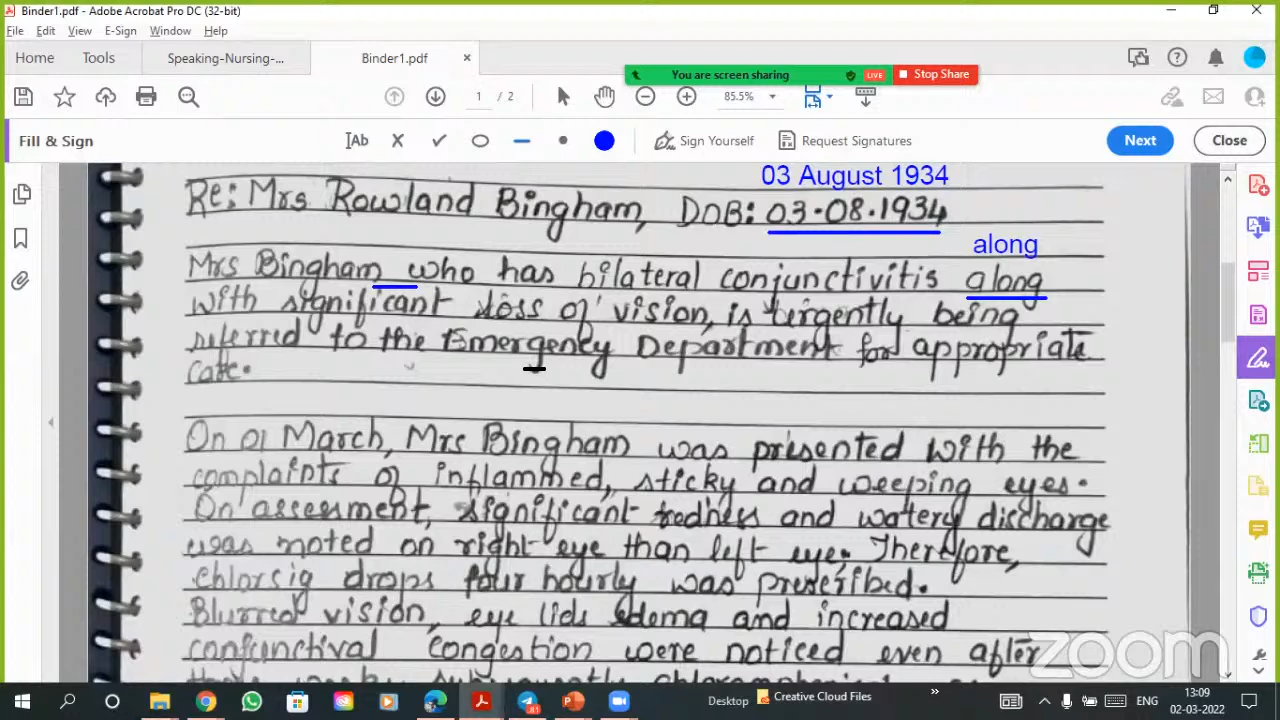 Binder1.pdf - Adobe Acrobat Pro DC (32-bit)
File Edit View E-Sign Window Help
Home Tools Speaking-Nursing-... Binder1.pdf ×
You are screen sharing LIVE Stop Share
1 / 2 85.5%
Fill & Sign Ab Sign Yourself Request Signatures Next Close
03 August 1934
Re: Mrs Rowland Bingham, DOB: 03.08.1934
along
Mrs Bingham who has bilateral conjunctivitis along
with significant loss of vision, is urgently being
referred to the Emergency Department for appropriate
care.
On 01 March, Mrs Bingham was presented with the
complaints of inflammed, sticky and weeping eyes.
On assesment, significant redness and watery discharge
was noted on right eye than left eye. Therefore,
chlorsig drops four hourly was prescribed.
Blurred vision, eye lids edema and increased
conjunctival congestion were noticed even after
zoom
Desktop Creative Cloud Files » ENG 13:09
02-03-2022